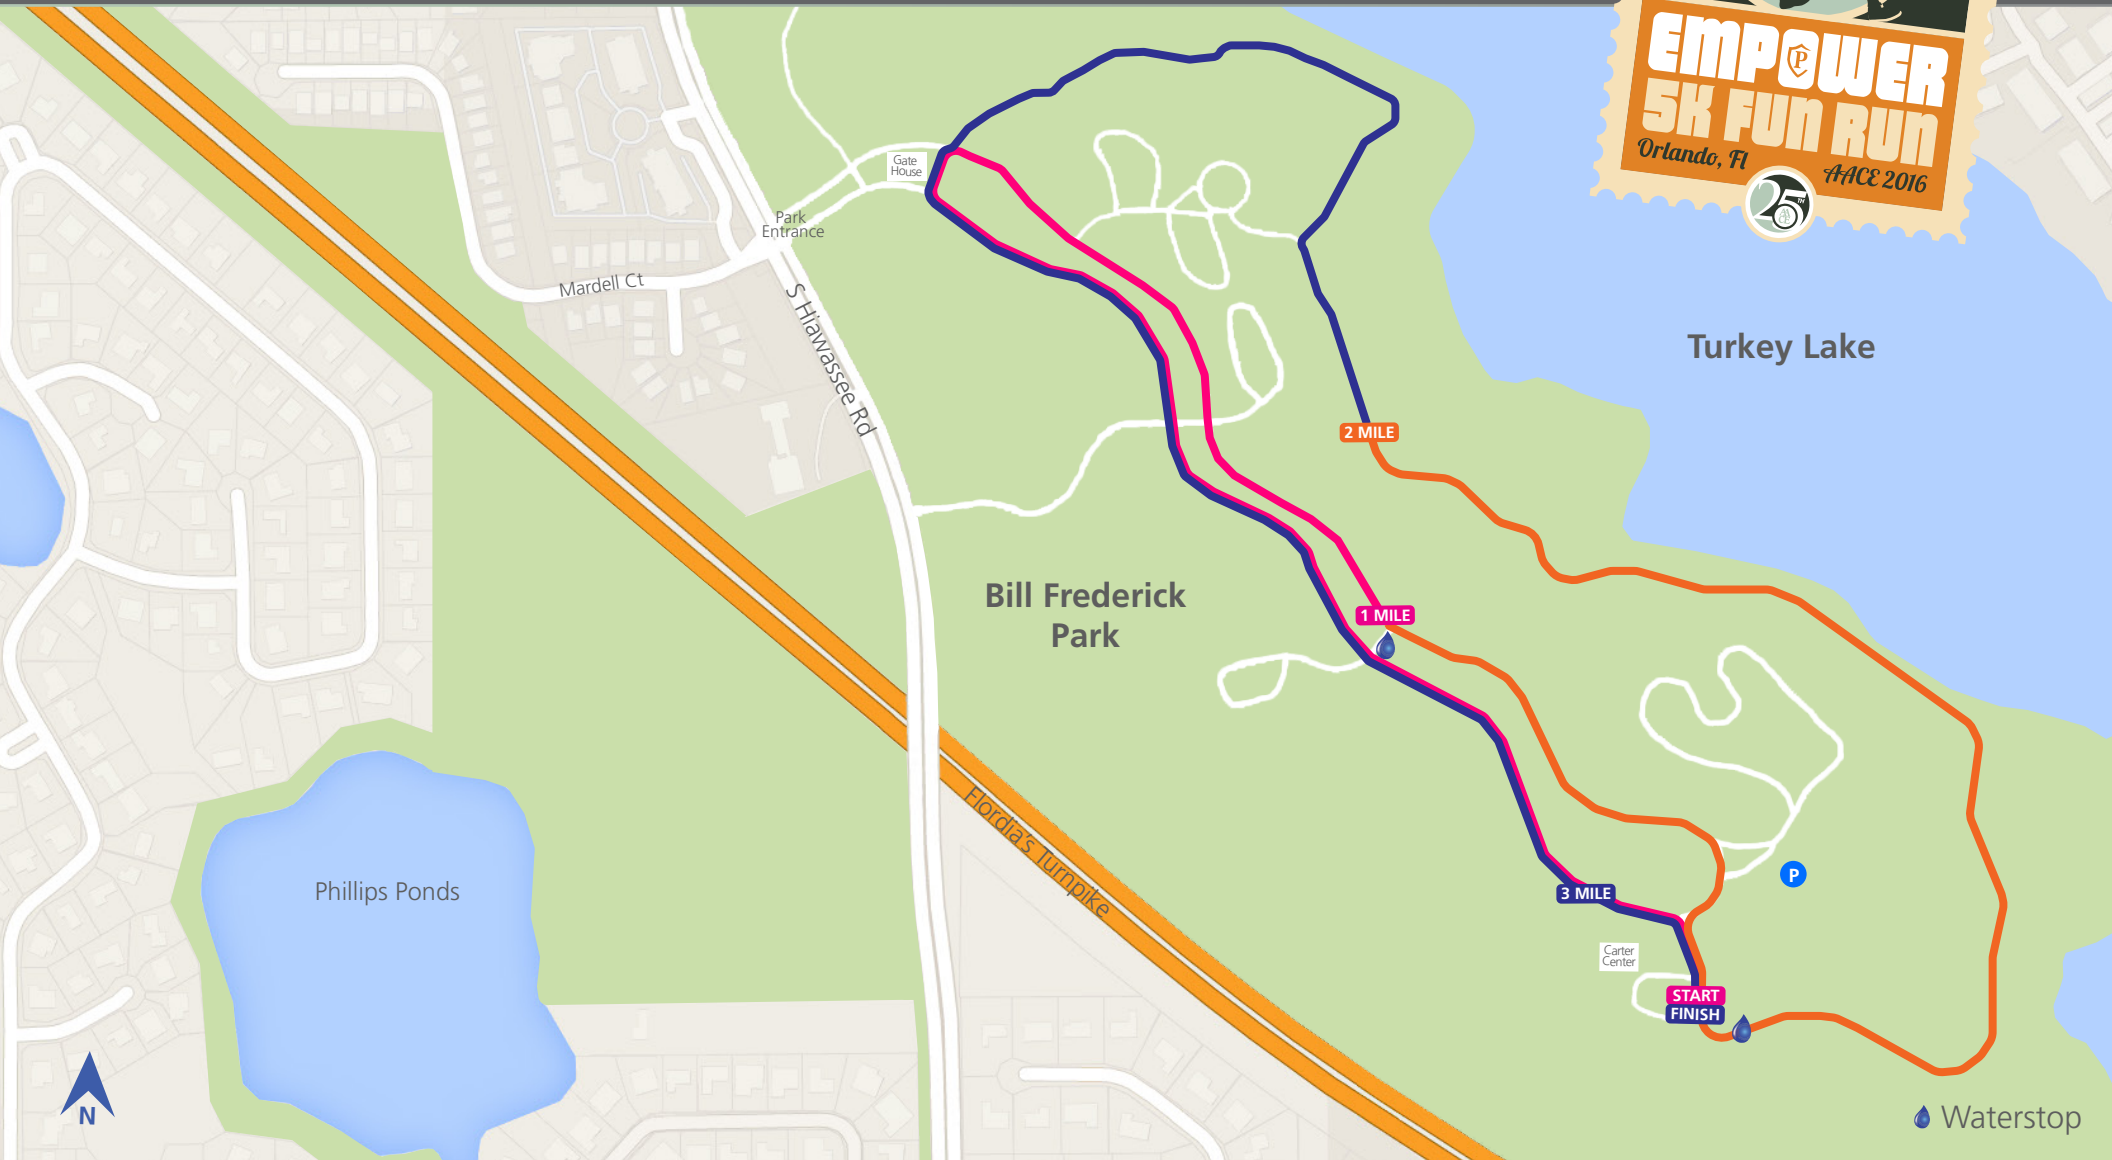 EMPOWER
P
5K FUN RUN
Orlando, Fl
AACE 2016
25TH
Gate
House
Park
Entrance
Mardell Ct
S Hiawassee Rd
Turkey Lake
2 MILE
Bill Frederick
Park
1 MILE
Flordia's Turnpike
Phillips Ponds
P
3 MILE
Carter
Center
START
FINISH
N
Waterstop